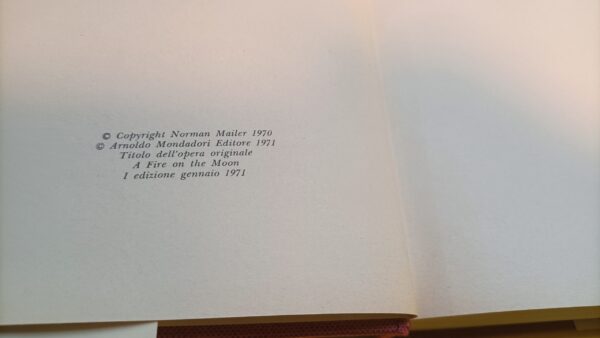 © Copyright Norman Mailer 1970
© Arnoldo Mondadori Editore 1971
Titolo dell'opera originale
A Fire on the Moon
I edizione gennaio 1971